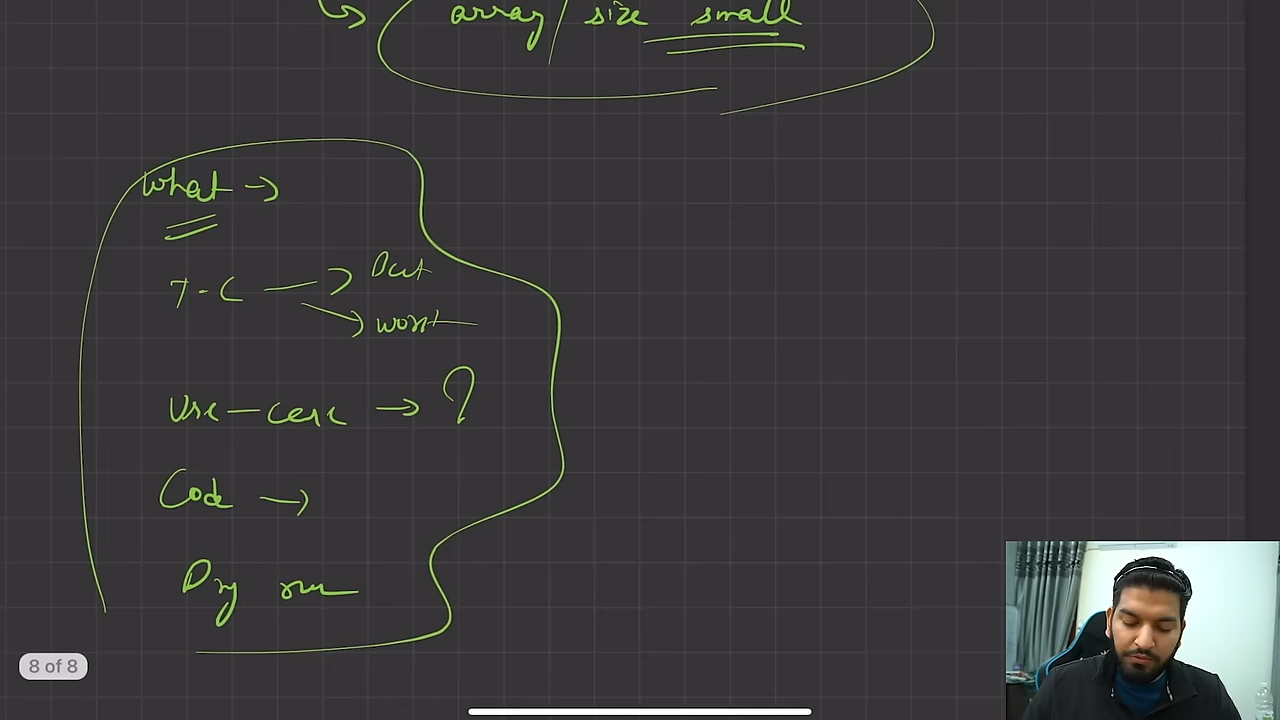 ↳ array / size small
What →
T.C → Best
→ worst
Use-case → ?
Code →
Dry run
8 of 8